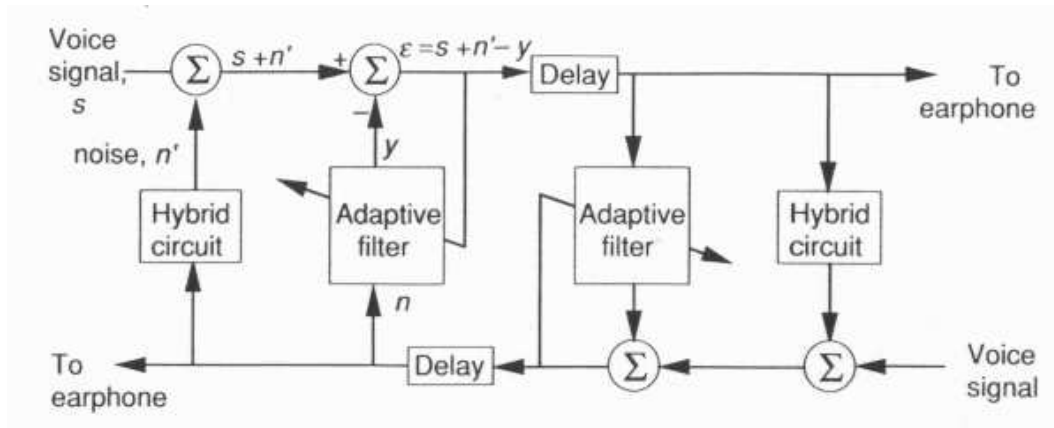 Voice
signal,
s
Σ
s + n'
+
Σ
−
ε = s + n' − y
Delay
To
earphone
noise, n'
y
Hybrid
circuit
Adaptive
filter
Adaptive
filter
Hybrid
circuit
n
To
earphone
Delay
Σ
Σ
Voice
signal